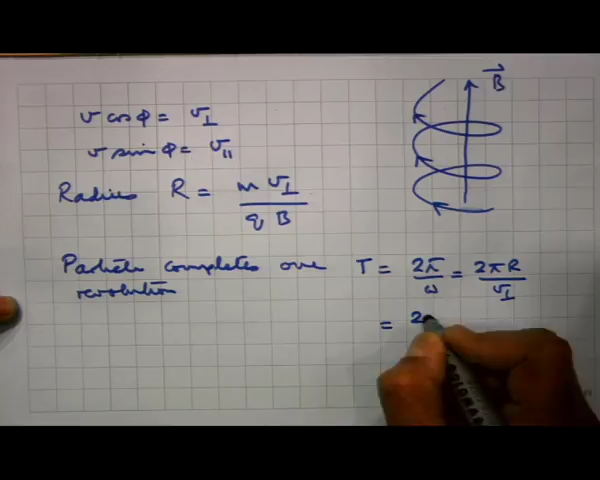 v cos φ = v⊥
v sin φ = v||
Radius R = m v⊥ / q B
B⃗
Particle completes one T = 2π / ω = 2πR / v⊥
revolution
= 2